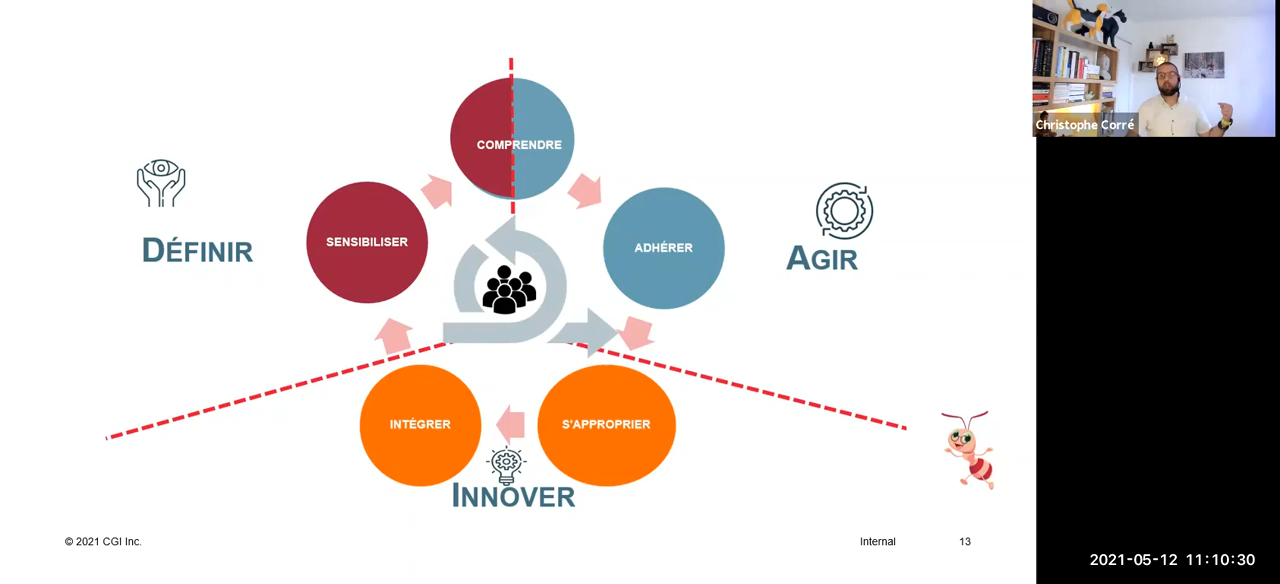 COMPRENDRE
Christophe Corré
SENSIBILISER
ADHÉRER
DÉFINIR
AGIR
INTÉGRER
S'APPROPRIER
INNOVER
© 2021 CGI Inc.
Internal
13
2021-05-12 11:10:30